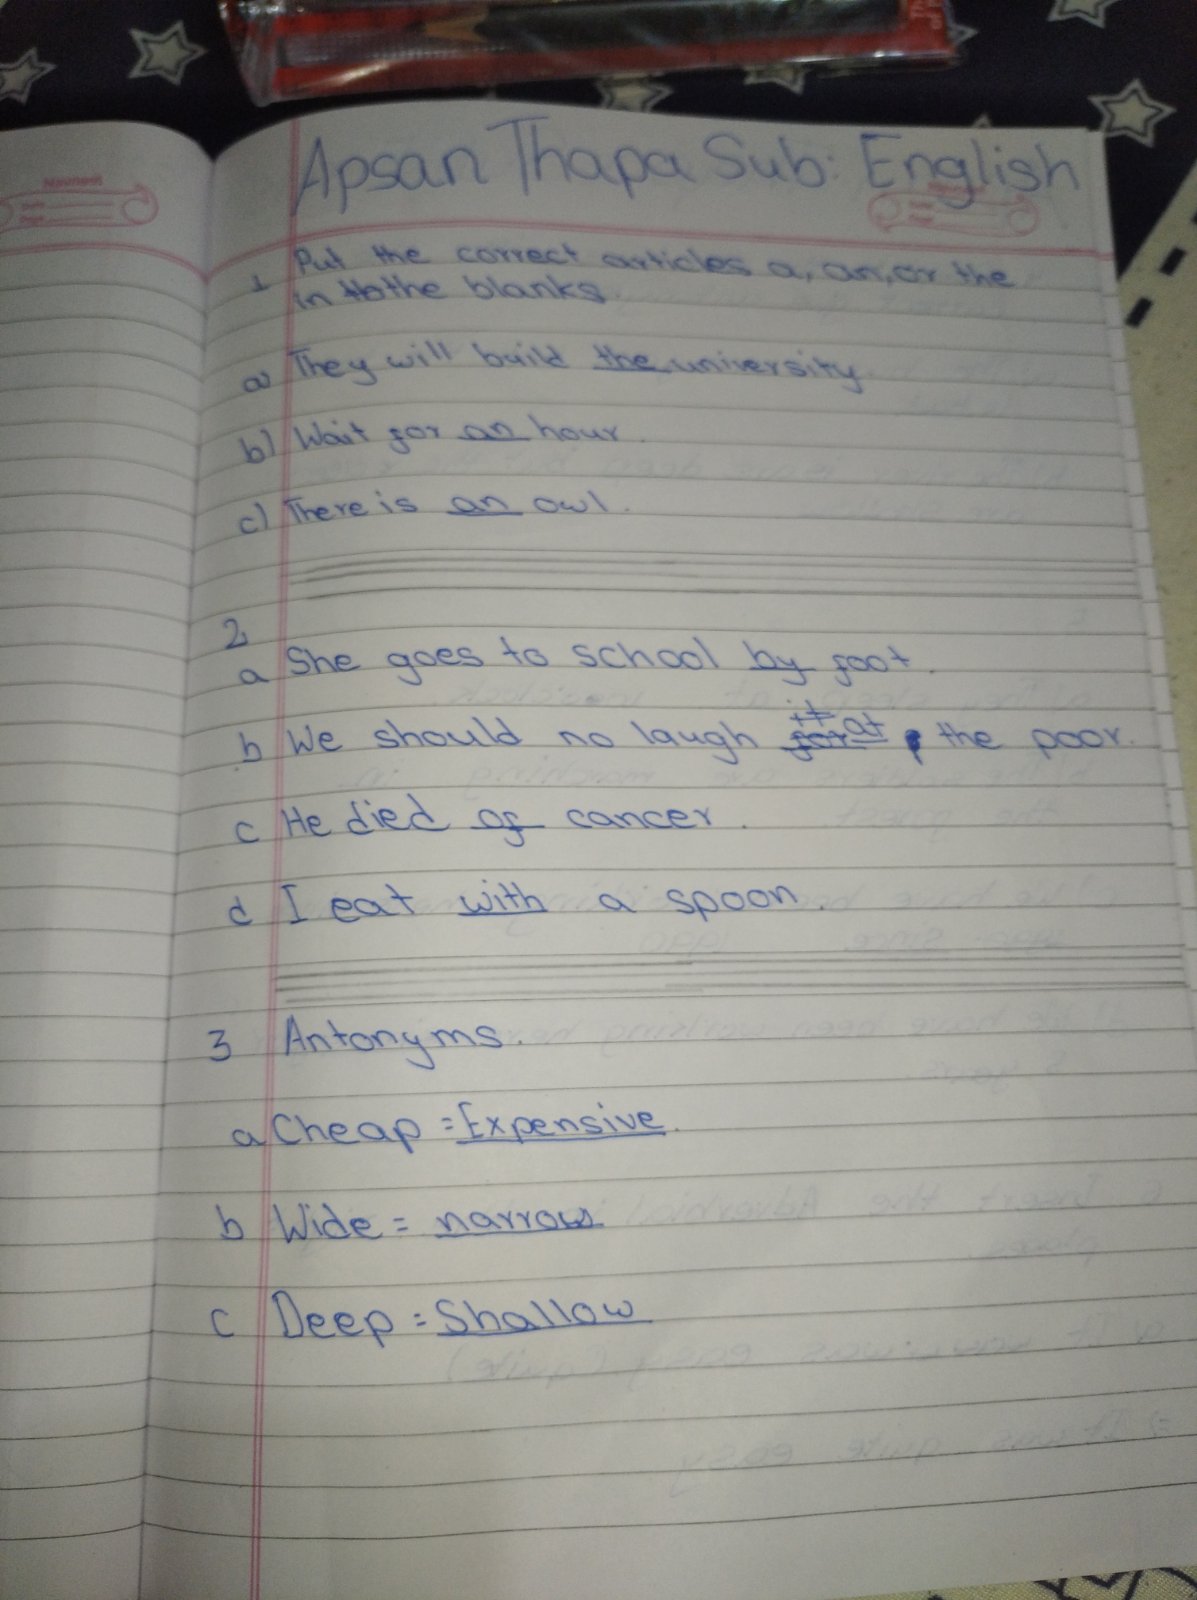 Apsan Thapa Sub: English
1 Put the correct articles a, an, or the
in the blanks.
a) They will build the university
b) Wait for an hour.
c) There is an owl.
2
a She goes to school by foot.
it
b We should no laugh for at the poor.
c He died of cancer.
d I eat with a spoon.
3 Antonyms.
a Cheap = Expensive.
b Wide = narrow
c Deep = Shallow